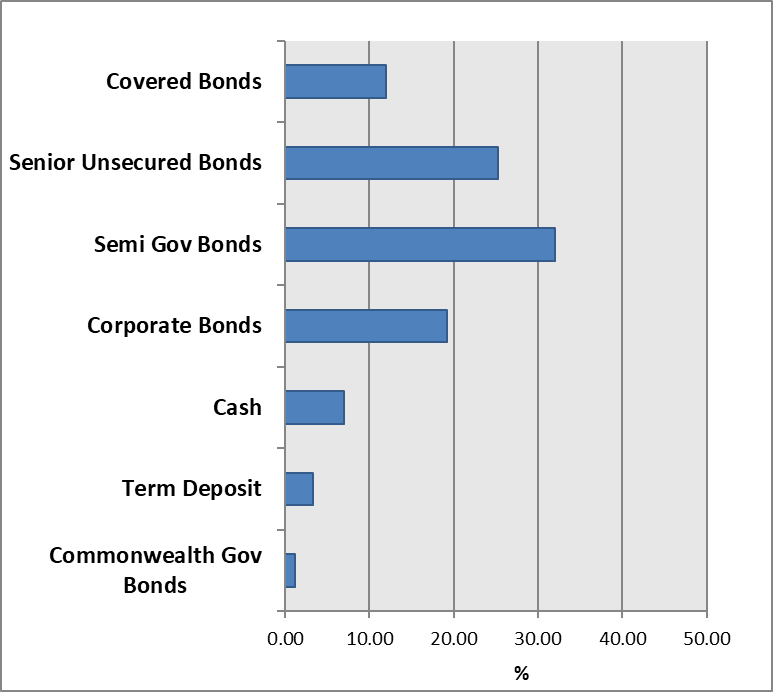 Covered Bonds
Senior Unsecured Bonds
Semi Gov Bonds
Corporate Bonds
Cash
Term Deposit
Commonwealth Gov
Bonds
0.00 10.00 20.00 30.00 40.00 50.00
%